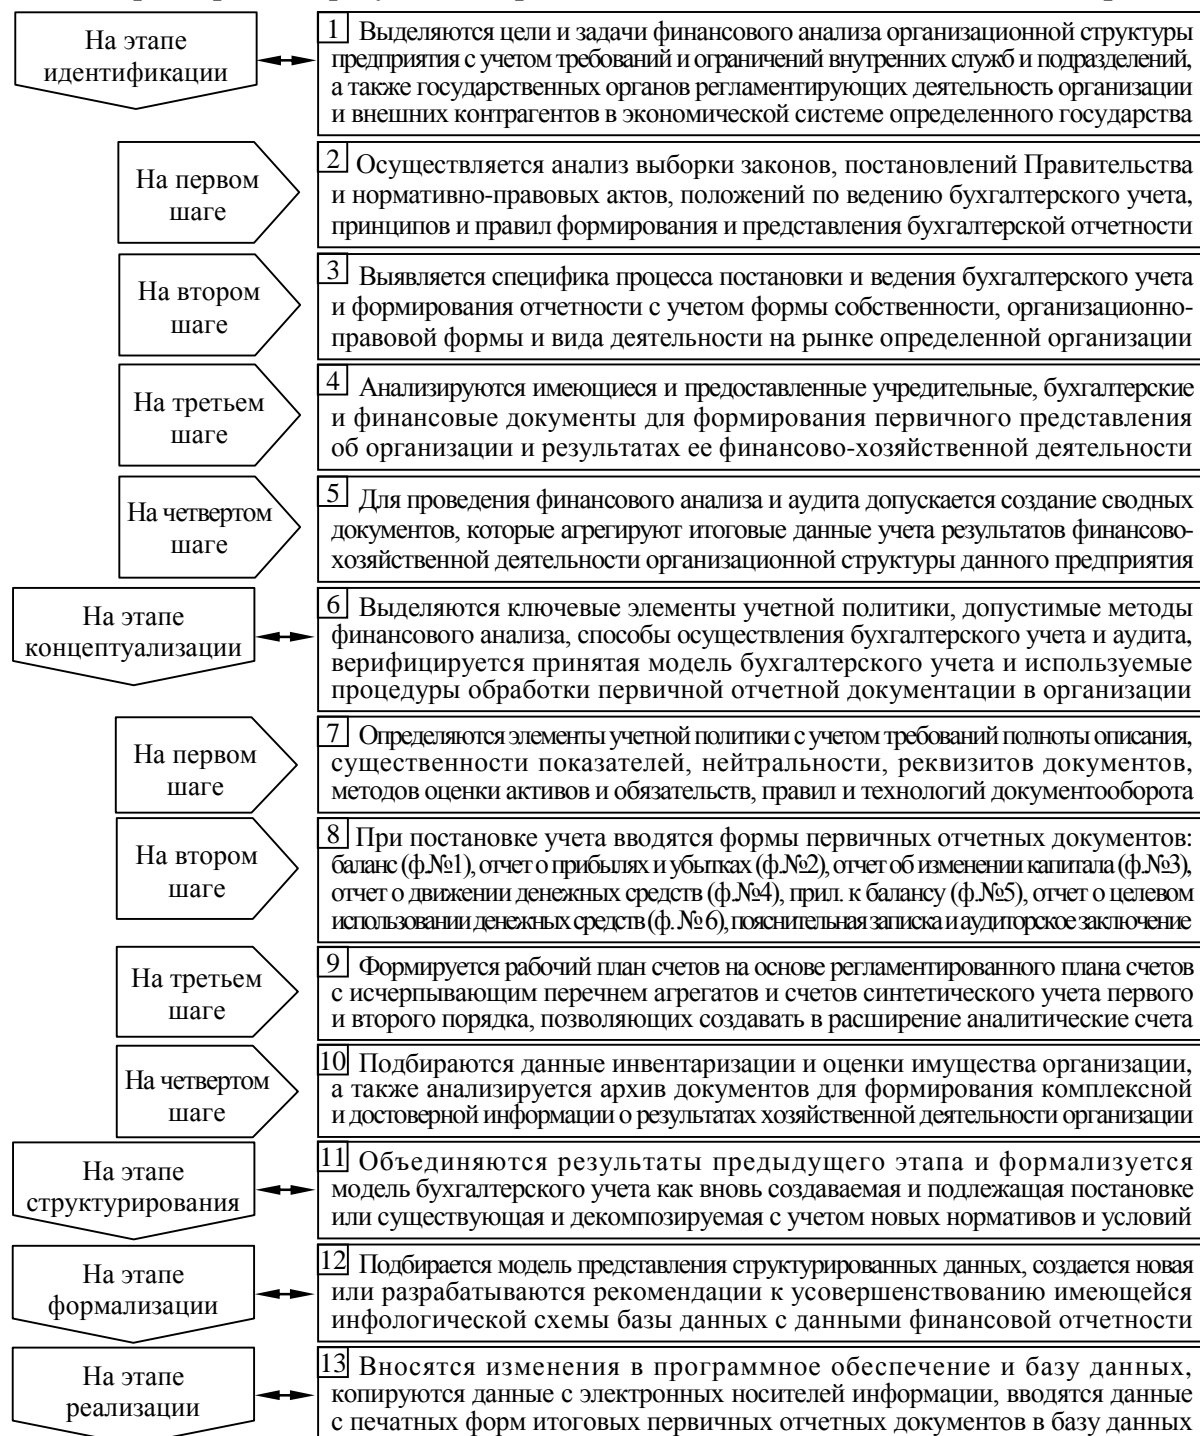 На этапе
идентификации
1 Выделяются цели и задачи финансового анализа организационной структуры
предприятия с учетом требований и ограничений внутренних служб и подразделений,
а также государственных органов регламентирующих деятельность организации
и внешних контрагентов в экономической системе определенного государства
На первом
шаге
2 Осуществляется анализ выборки законов, постановлений Правительства
и нормативно-правовых актов, положений по ведению бухгалтерского учета,
принципов и правил формирования и представления бухгалтерской отчетности
На втором
шаге
3 Выявляется специфика процесса постановки и ведения бухгалтерского учета
и формирования отчетности с учетом формы собственности, организационно-
правовой формы и вида деятельности на рынке определенной организации
На третьем
шаге
4 Анализируются имеющиеся и предоставленные учредительные, бухгалтерские
и финансовые документы для формирования первичного представления
об организации и результатах ее финансово-хозяйственной деятельности
На четвертом
шаге
5 Для проведения финансового анализа и аудита допускается создание сводных
документов, которые агрегируют итоговые данные учета результатов финансово-
хозяйственной деятельности организационной структуры данного предприятия
На этапе
концептуализации
6 Выделяются ключевые элементы учетной политики, допустимые методы
финансового анализа, способы осуществления бухгалтерского учета и аудита,
верифицируется принятая модель бухгалтерского учета и используемые
процедуры обработки первичной отчетной документации в организации
На первом
шаге
7 Определяются элементы учетной политики с учетом требований полноты описания,
существенности показателей, нейтральности, реквизитов документов,
методов оценки активов и обязательств, правил и технологий документооборота
На втором
шаге
8 При постановке учета вводятся формы первичных отчетных документов:
баланс (ф.№1), отчет о прибылях и убытках (ф.№2), отчет об изменении капитала (ф.№3),
отчет о движении денежных средств (ф.№4), прил. к балансу (ф.№5), отчет о целевом
использовании денежных средств (ф. № 6), пояснительная записка и аудиторское заключение
На третьем
шаге
9 Формируется рабочий план счетов на основе регламентированного плана счетов
с исчерпывающим перечнем агрегатов и счетов синтетического учета первого
и второго порядка, позволяющих создавать в расширение аналитические счета
На четвертом
шаге
10 Подбираются данные инвентаризации и оценки имущества организации,
а также анализируется архив документов для формирования комплексной
и достоверной информации о результатах хозяйственной деятельности организации
На этапе
структурирования
11 Объединяются результаты предыдущего этапа и формализуется
модель бухгалтерского учета как вновь создаваемая и подлежащая постановке
или существующая и декомпозируемая с учетом новых нормативов и условий
На этапе
формализации
12 Подбирается модель представления структурированных данных, создается новая
или разрабатываются рекомендации к усовершенствованию имеющейся
инфологической схемы базы данных с данными финансовой отчетности
На этапе
реализации
13 Вносятся изменения в программное обеспечение и базу данных,
копируются данные с электронных носителей информации, вводятся данные
с печатных форм итоговых первичных отчетных документов в базу данных